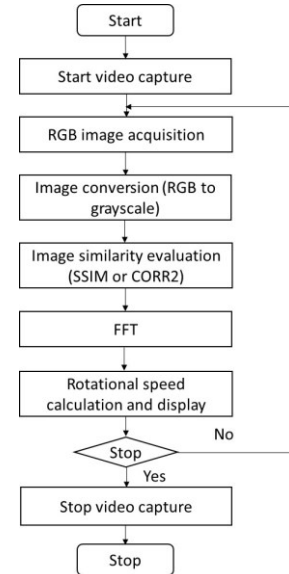 Start
Start video capture
RGB image acquisition
Image conversion (RGB to
grayscale)
Image similarity evaluation
(SSIM or CORR2)
FFT
Rotational speed
calculation and display
No
Stop
Yes
Stop video capture
Stop